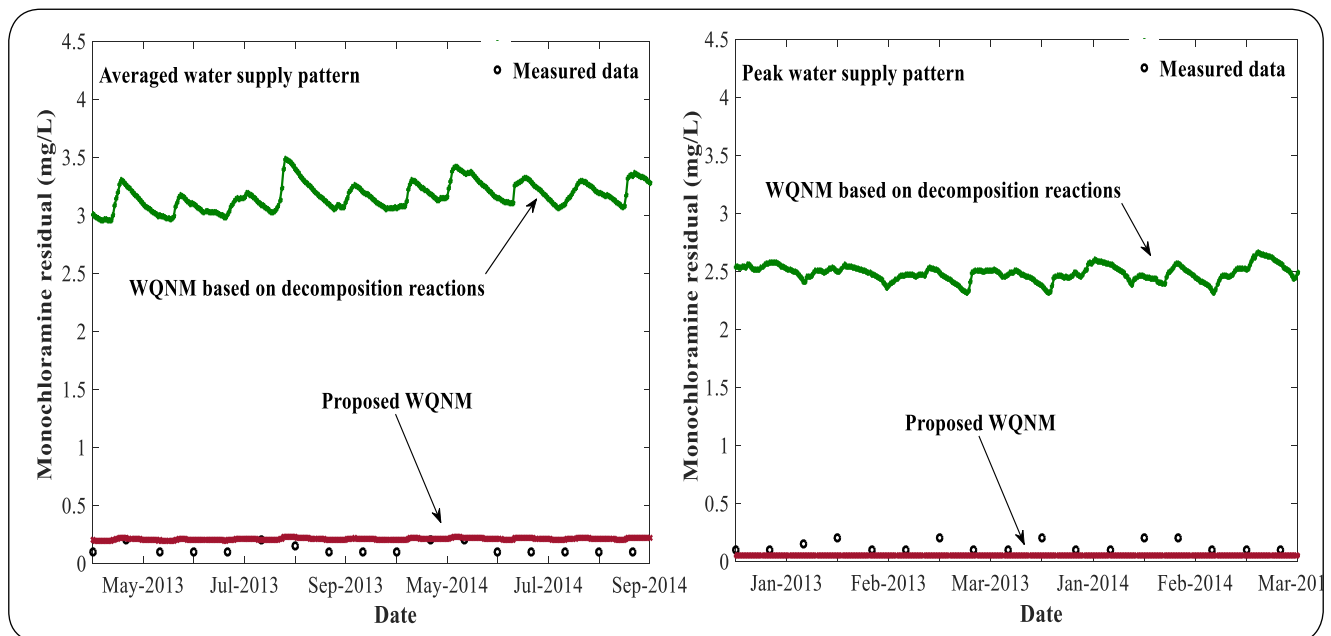 4.5
4
3.5
3
2.5
2
1.5
1
0.5
0
Monochloramine residual (mg/L)
Averaged water supply pattern
Measured data
WQNM based on decomposition reactions
Proposed WQNM
May-2013 Jul-2013 Sep-2013 May-2014 Jul-2014 Sep-2014
Date
4.5
4
3.5
3
2.5
2
1.5
1
0.5
0
Monochloramine residual (mg/L)
Peak water supply pattern
Measured data
WQNM based on decomposition reactions
Proposed WQNM
Jan-2013 Feb-2013 Mar-2013 Jan-2014 Feb-2014 Mar-201
Date